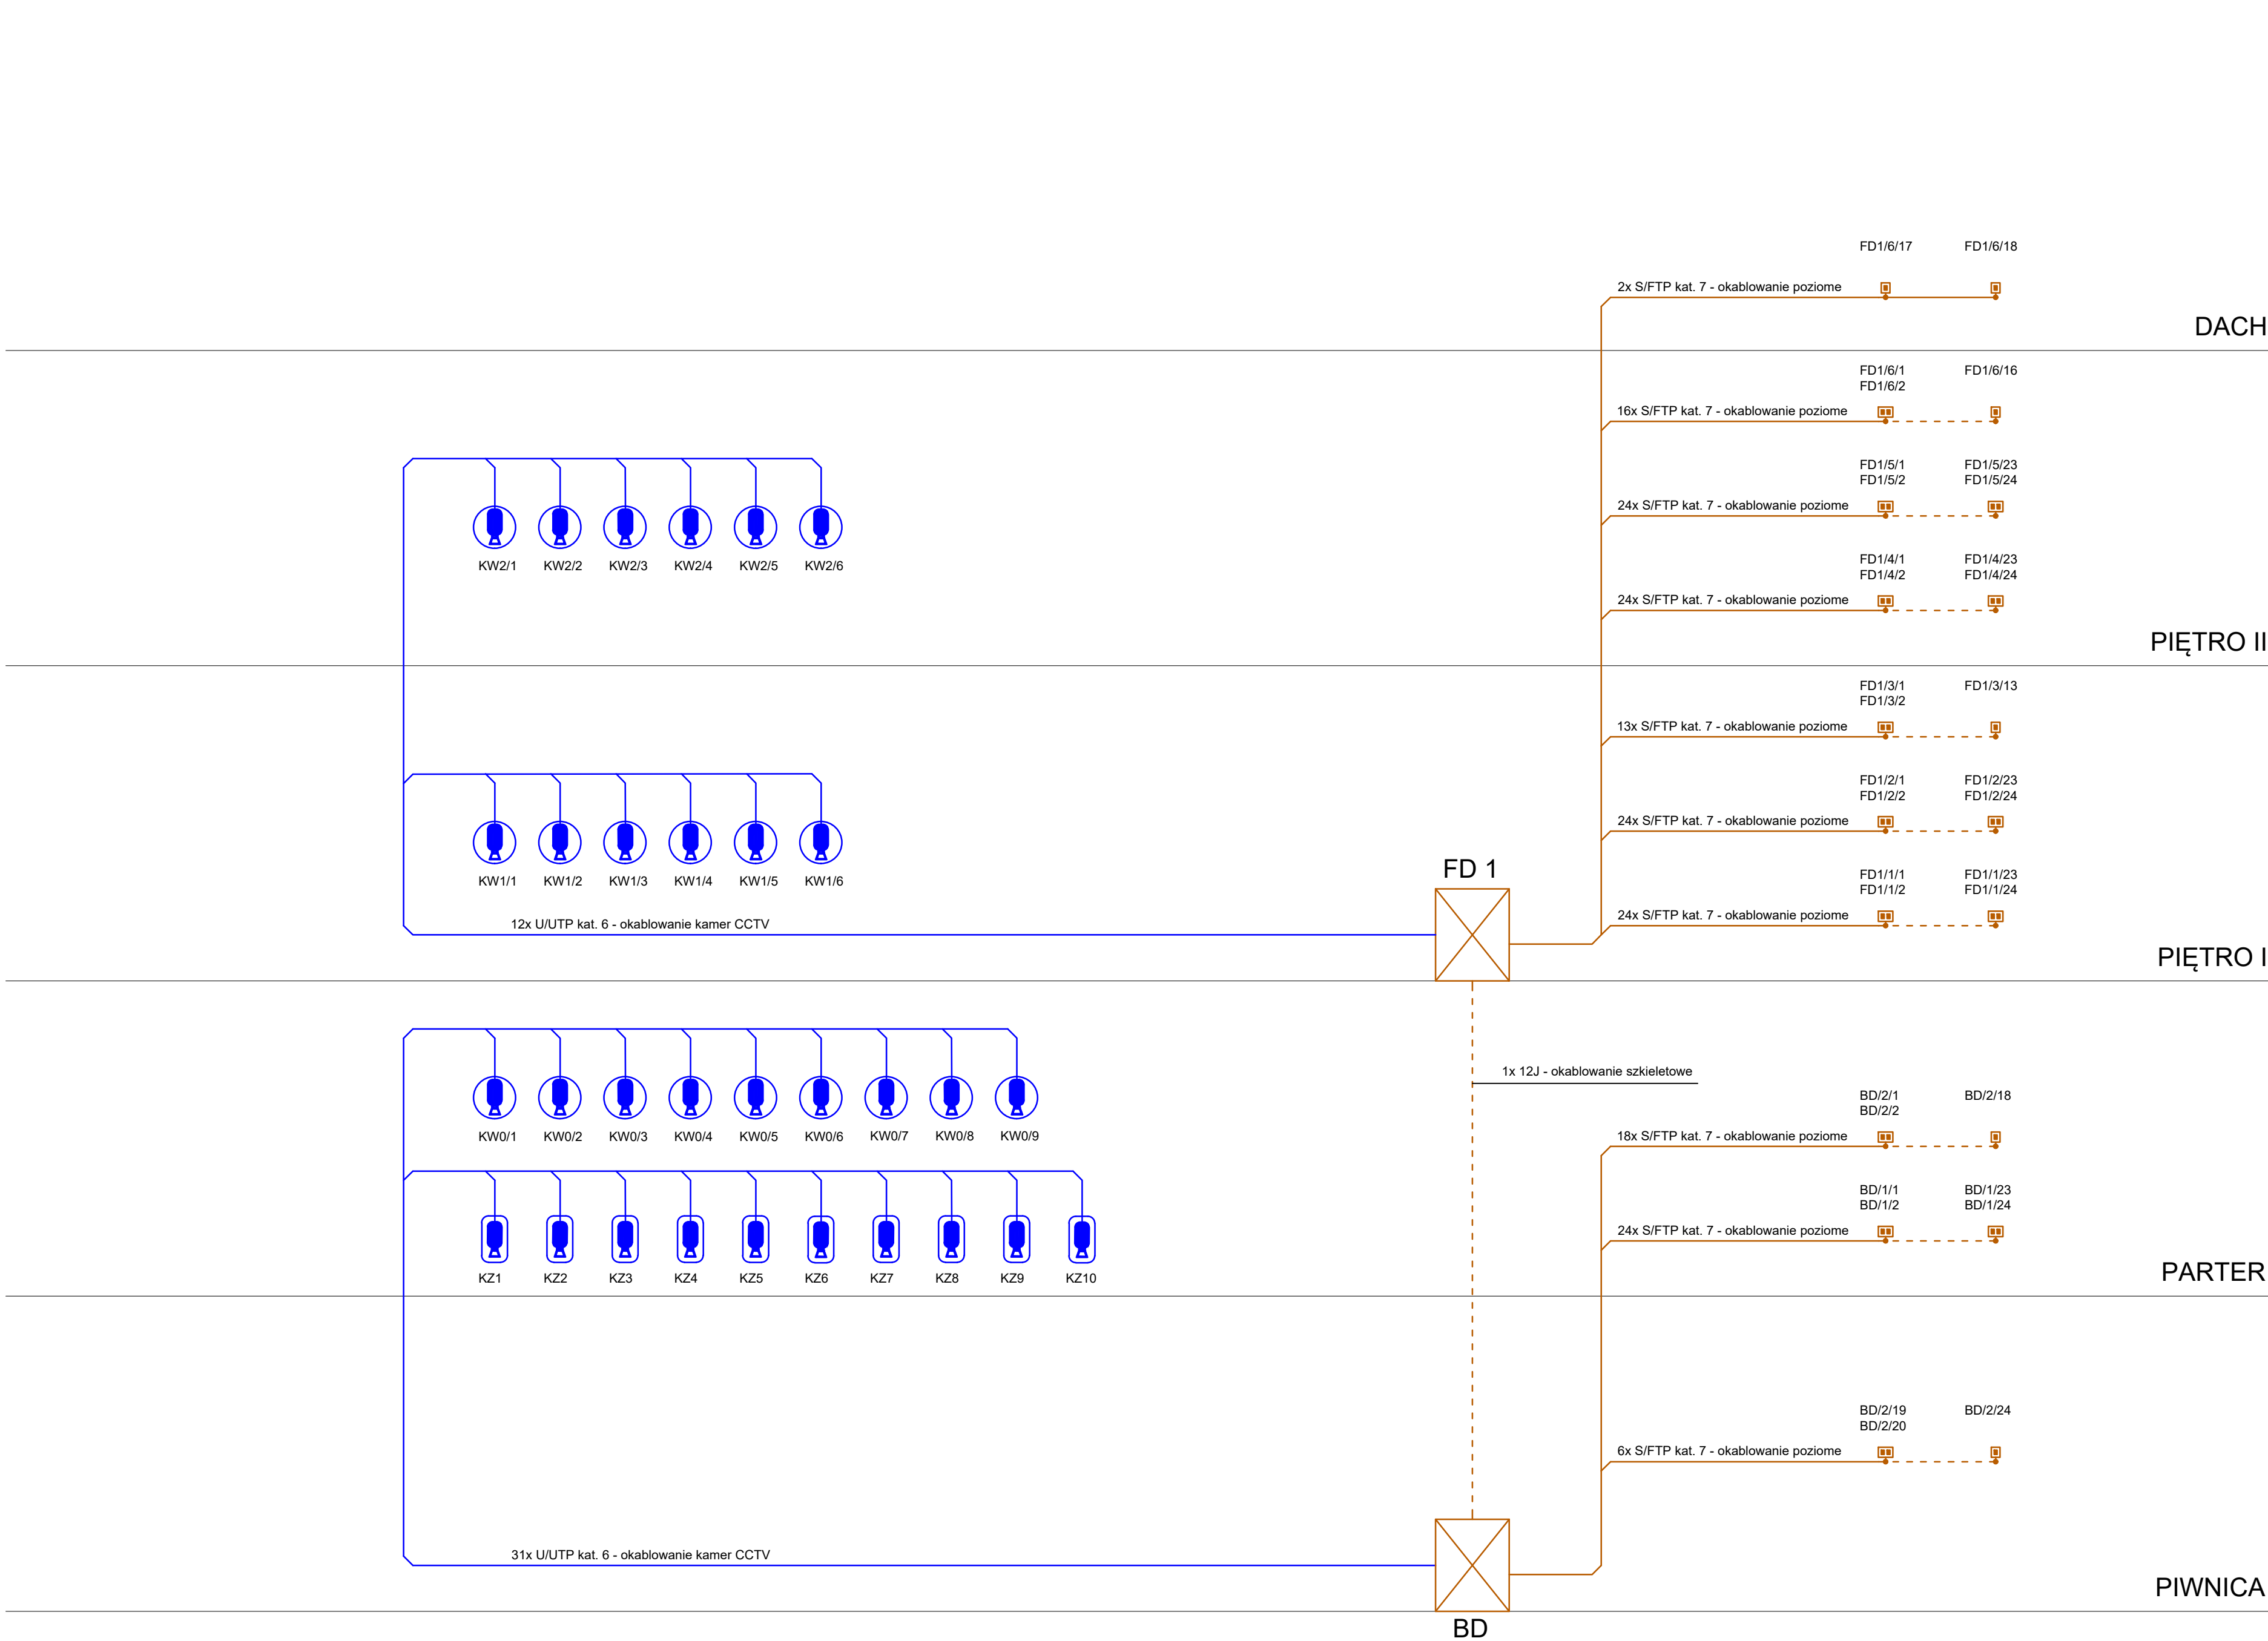 FD1/6/17 FD1/6/18
2x S/FTP kat. 7 - okablowanie poziome
DACH
FD1/6/1 FD1/6/16
FD1/6/2
16x S/FTP kat. 7 - okablowanie poziome
FD1/5/1 FD1/5/23
FD1/5/2 FD1/5/24
24x S/FTP kat. 7 - okablowanie poziome
KW2/1 KW2/2 KW2/3 KW2/4 KW2/5 KW2/6
FD1/4/1 FD1/4/23
FD1/4/2 FD1/4/24
24x S/FTP kat. 7 - okablowanie poziome
PIĘTRO II
FD1/3/1 FD1/3/13
FD1/3/2
13x S/FTP kat. 7 - okablowanie poziome
FD1/2/1 FD1/2/23
FD1/2/2 FD1/2/24
24x S/FTP kat. 7 - okablowanie poziome
KW1/1 KW1/2 KW1/3 KW1/4 KW1/5 KW1/6
FD 1
FD1/1/1 FD1/1/23
FD1/1/2 FD1/1/24
24x S/FTP kat. 7 - okablowanie poziome
12x U/UTP kat. 6 - okablowanie kamer CCTV
PIĘTRO I
1x 12J - okablowanie szkieletowe
BD/2/1 BD/2/18
BD/2/2
18x S/FTP kat. 7 - okablowanie poziome
KW0/1 KW0/2 KW0/3 KW0/4 KW0/5 KW0/6 KW0/7 KW0/8 KW0/9
BD/1/1 BD/1/23
BD/1/2 BD/1/24
24x S/FTP kat. 7 - okablowanie poziome
KZ1 KZ2 KZ3 KZ4 KZ5 KZ6 KZ7 KZ8 KZ9 KZ10
PARTER
BD/2/19 BD/2/24
BD/2/20
6x S/FTP kat. 7 - okablowanie poziome
31x U/UTP kat. 6 - okablowanie kamer CCTV
PIWNICA
BD